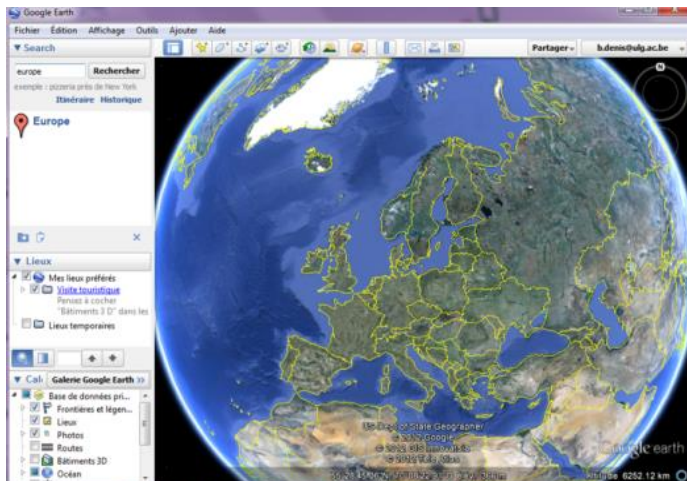 Google Earth
Fichier Édition Affichage Outils Ajouter Aide
Search
europe Rechercher
exemple : pizzeria près de New York
Itinéraire Historique
Europe
Lieux
Mes lieux préférés
Visite touristique
Pensez à cocher
"Bâtiments 3 D" dans les
Lieux temporaires
Galerie Google Earth >>
Base de données pri...
Frontières et légen...
Lieux
Photos
Routes
Bâtiments 3D
Océan
Partager
b.denis@ulg.ac.be
N
US Dept of State Geographer
© 2012 Google
© 2012 Tele Atlas
Google earth
6252.12 km